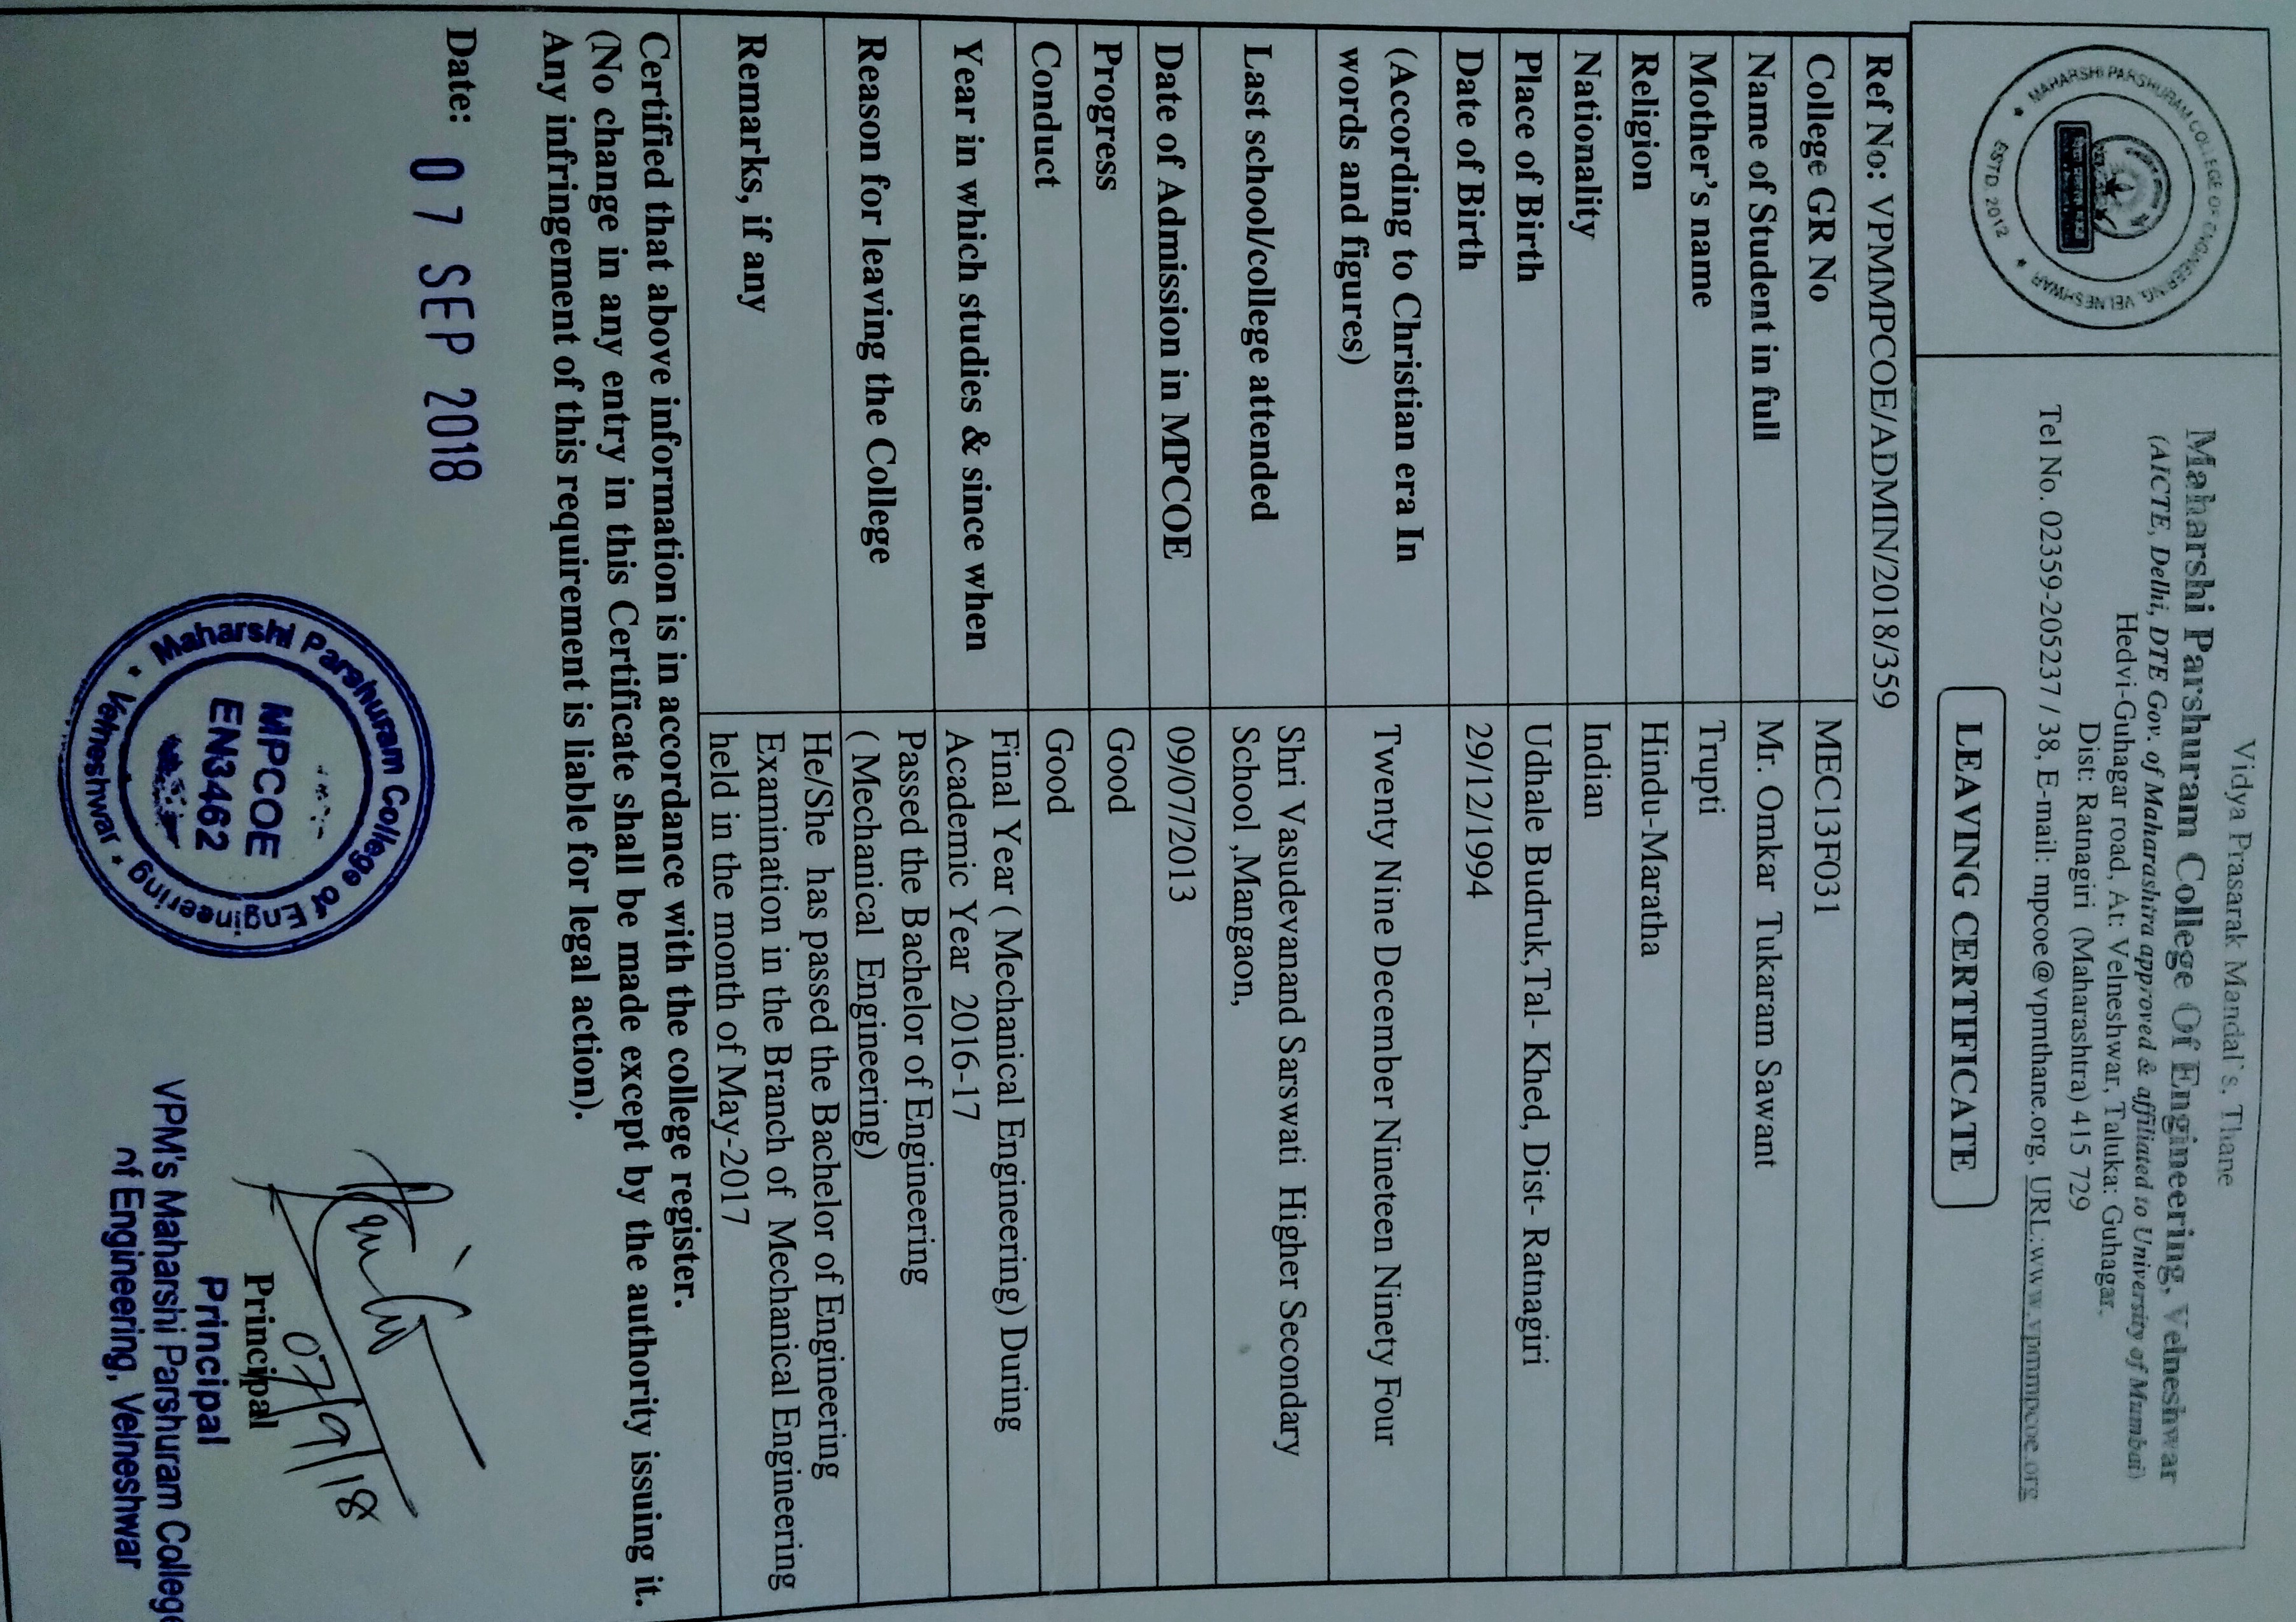 Vidya Prasarak Mandal`s, Thane
Maharshi Parshuram College Of Engineering, Velneshwar
(AICTE, Delhi, DTE Gov. of Maharashtra approved & affiliated to University of Mumbai)
Hedvi-Guhagar road, At: Velneshwar, Taluka: Guhagar,
Dist: Ratnagiri (Maharashtra) 415 729
Tel No. 02359-205237 / 38, E-mail: mpcoe@vpmthane.org, URL:www.vpmmpcoe.org
MAHARSHI PARSHURAM COLLEGE OF ENGINEERING, VELNESHWAR
ESTD. 2012
LEAVING CERTIFICATE
Ref No: VPMMPCOE/ADMIN/2018/359
College GR No MEC13F031
Name of Student in full Mr. Omkar Tukaram Sawant
Mother's name Trupti
Religion Hindu-Maratha
Nationality Indian
Place of Birth Udhale Budruk,Tal- Khed, Dist- Ratnagiri
Date of Birth 29/12/1994
(According to Christian era In Twenty Nine December Nineteen Ninety Four
words and figures)
Last school/college attended Shri Vasudevanand Sarswati Higher Secondary
School ,Mangaon,
Date of Admission in MPCOE 09/07/2013
Progress Good
Conduct Good
Year in which studies & since when Final Year ( Mechanical Engineering) During
Academic Year 2016-17
Reason for leaving the College Passed the Bachelor of Engineering
( Mechanical Engineering)
Remarks, if any He/She has passed the Bachelor of Engineering
Examination in the Branch of Mechanical Engineering
held in the month of May-2017
Certified that above information is in accordance with the college register.
(No change in any entry in this Certificate shall be made except by the authority issuing it.
Any infringement of this requirement is liable for legal action).
Date: 07 SEP 2018
Maharshi Parshuram College of Engineering
Velneshwar
MPCOE
EN3462
07/9/18
Principal
Principal
VPM's Maharshi Parshuram College
of Engineering, Velneshwar